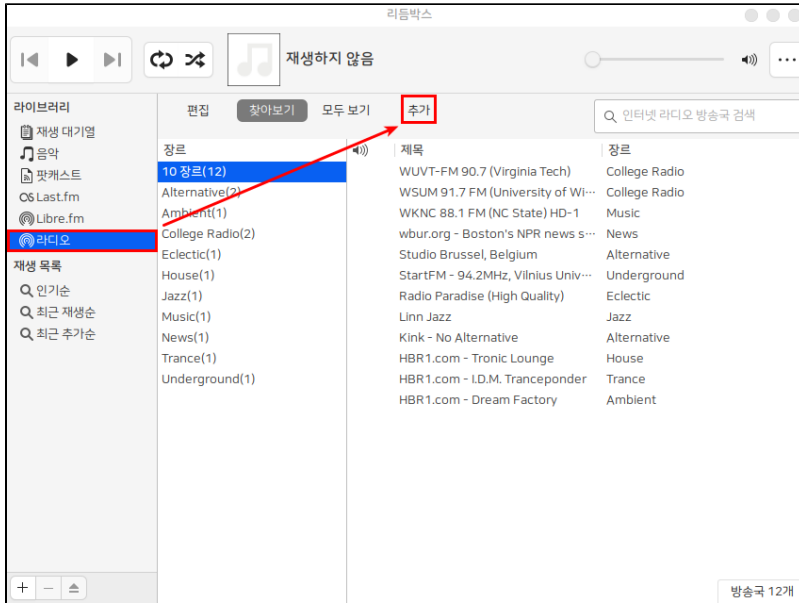 리듬박스
재생하지 않음
라이브러리
재생 대기열
음악
팟캐스트
Last.fm
Libre.fm
라디오
재생 목록
인기순
최근 재생순
최근 추가순
편집 찾아보기 모두 보기 추가
인터넷 라디오 방송국 검색
장르
10 장르(12)
Alternative(2)
Ambient(1)
College Radio(2)
Eclectic(1)
House(1)
Jazz(1)
Music(1)
News(1)
Trance(1)
Underground(1)
제목 장르
WUVT-FM 90.7 (Virginia Tech) College Radio
WSUM 91.7 FM (University of Wi··· College Radio
WKNC 88.1 FM (NC State) HD-1 Music
wbur.org - Boston's NPR news s··· News
Studio Brussel, Belgium Alternative
StartFM - 94.2MHz, Vilnius Univ··· Underground
Radio Paradise (High Quality) Eclectic
Linn Jazz Jazz
Kink - No Alternative Alternative
HBR1.com - Tronic Lounge House
HBR1.com - I.D.M. Tranceponder Trance
HBR1.com - Dream Factory Ambient
방송국 12개